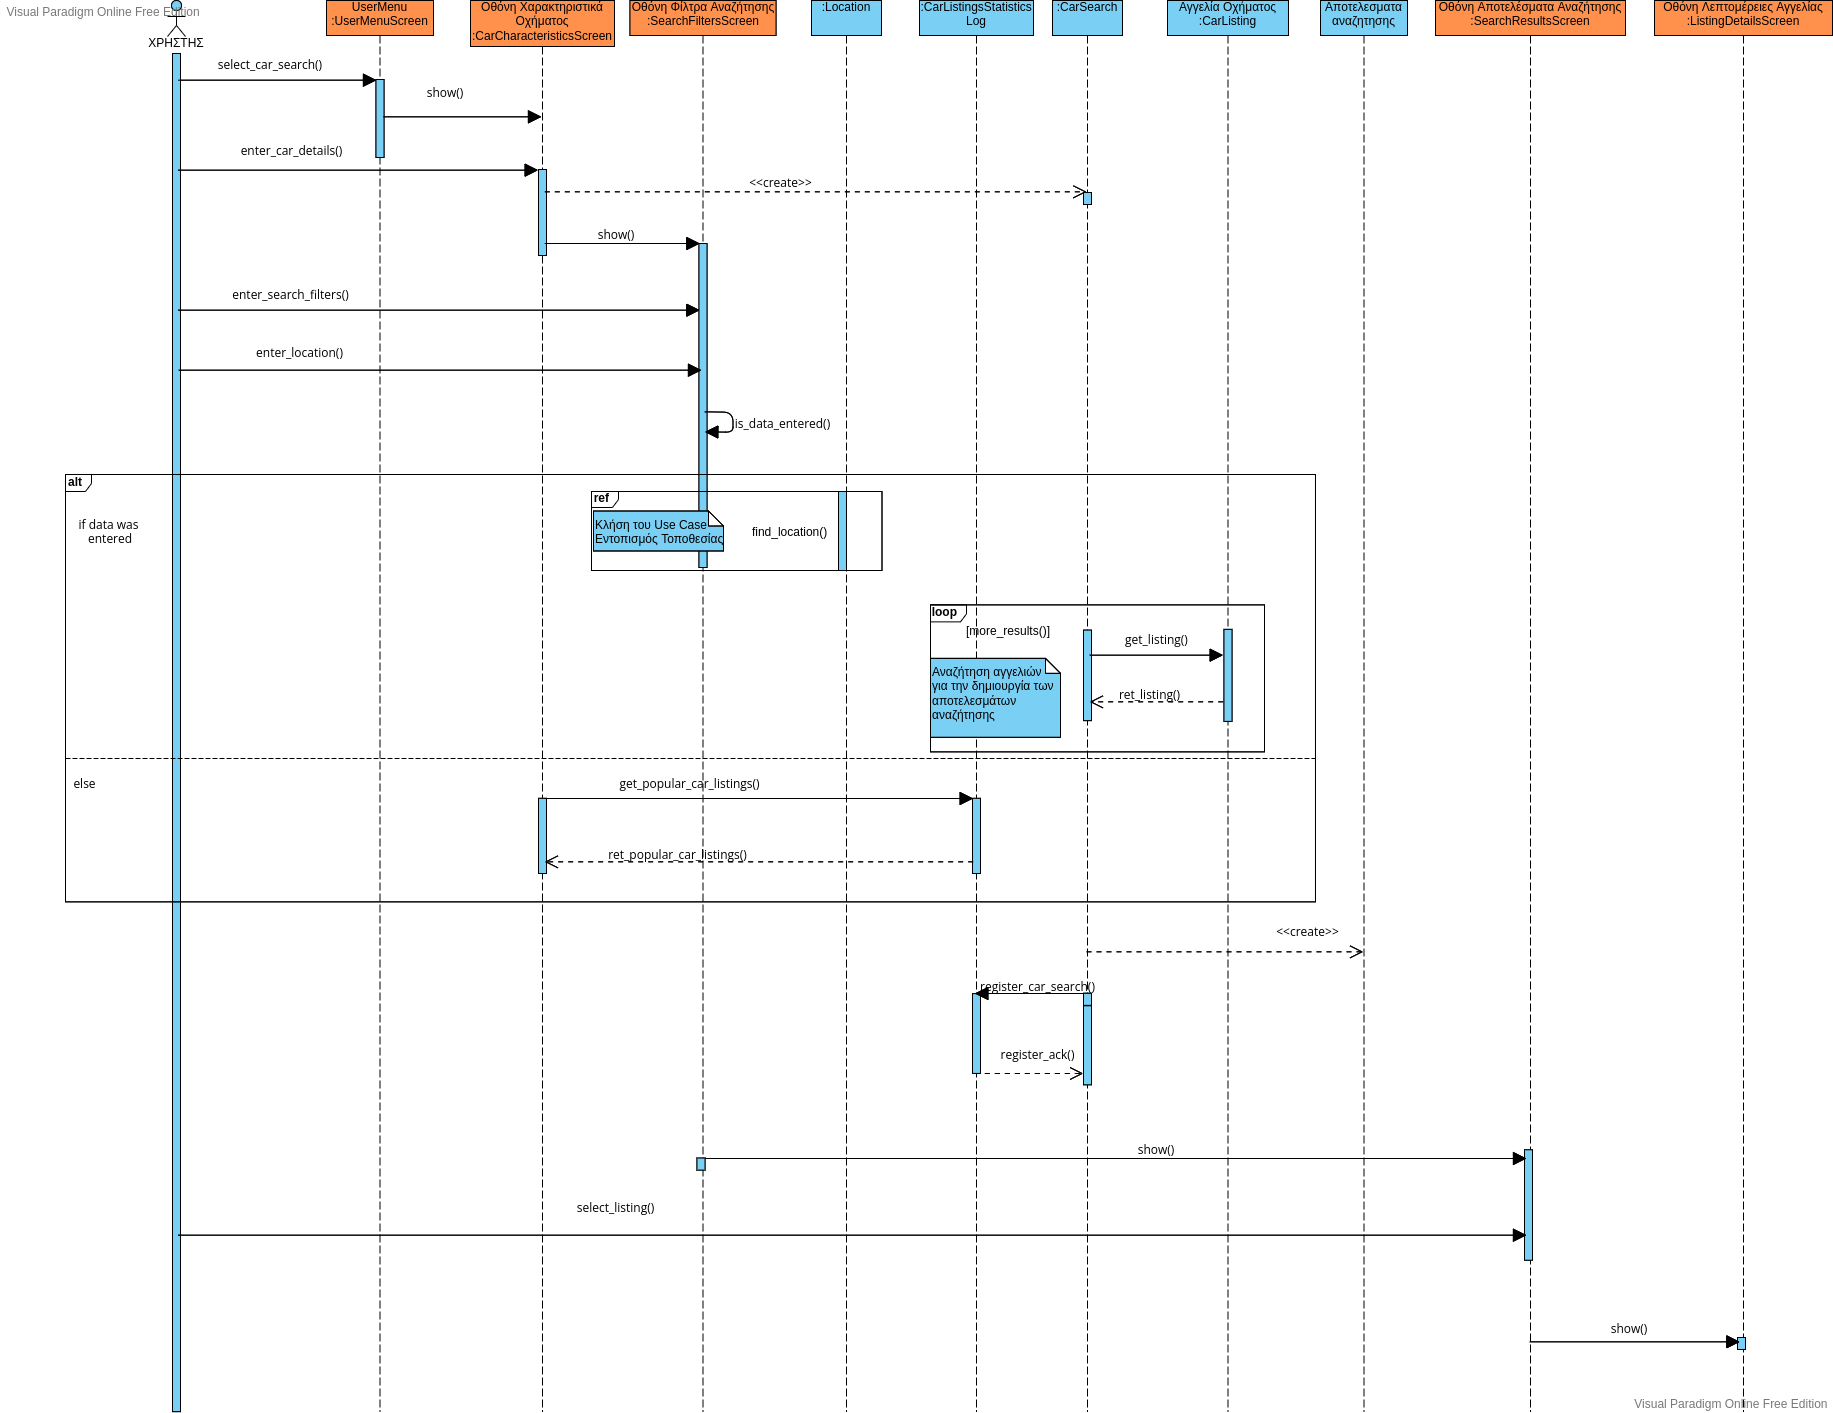 Visual Paradigm Online Free Edition
ΧΡΗΣΤΗΣ
UserMenu
:UserMenuScreen
Οθόνη Χαρακτηριστικά
Οχήματος
:CarCharacteristicsScreen
Οθόνη Φίλτρα Αναζήτησης
:SearchFiltersScreen
:Location
:CarListingsStatistics
Log
:CarSearch
Αγγελία Οχήματος
:CarListing
Αποτελεσματα
αναζητησης
Οθόνη Αποτελέσματα Αναζήτησης
:SearchResultsScreen
Οθόνη Λεπτομέρειες Αγγελίας
:ListingDetailsScreen
select_car_search()
show()
enter_car_details()
<<create>>
show()
enter_search_filters()
enter_location()
is_data_entered()
alt
if data was
entered
ref
Κλήση του Use Case
Εντοπισμός Τοποθεσίας
find_location()
loop
[more_results()]
get_listing()
Αναζήτηση αγγελιών
για την δημιουργία των
αποτελεσμάτων
αναζήτησης
ret_listing()
else
get_popular_car_listings()
ret_popular_car_listings()
<<create>>
register_car_search()
register_ack()
show()
select_listing()
show()
Visual Paradigm Online Free Edition